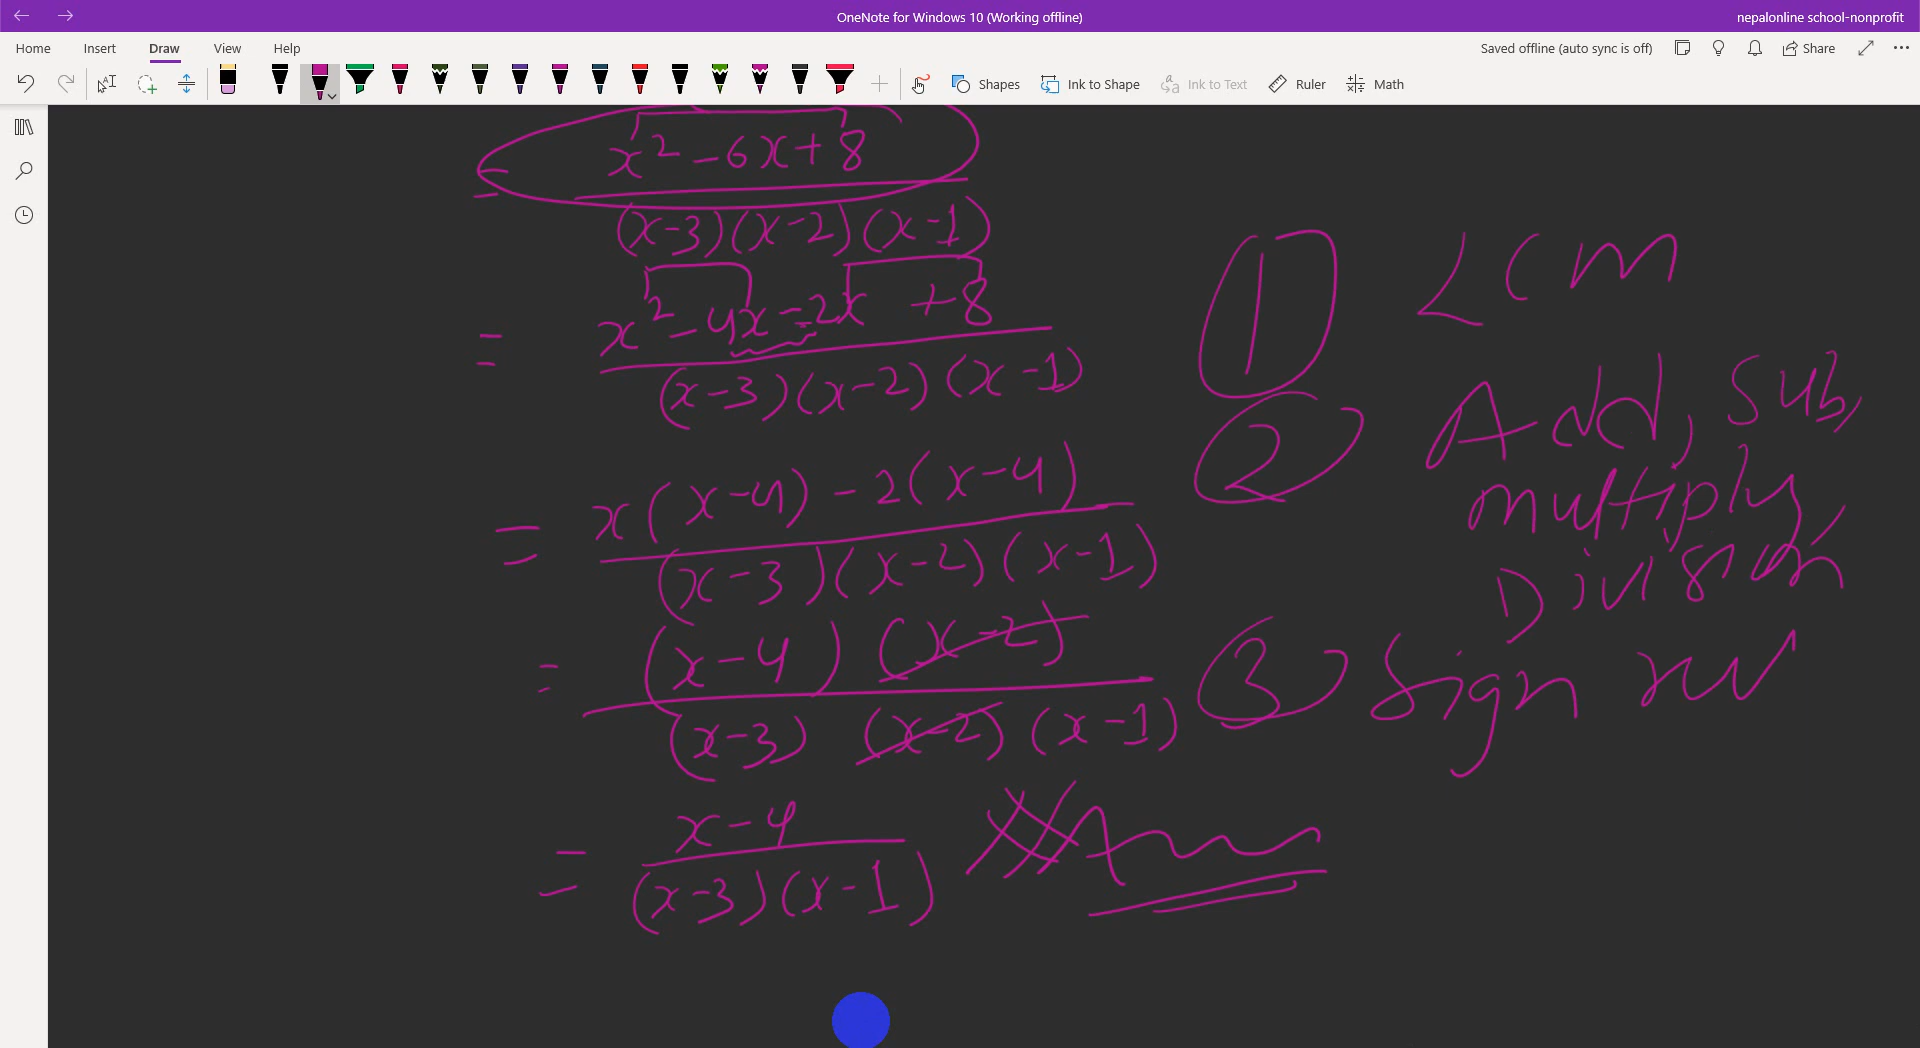 OneNote for Windows 10 (Working offline)
nepalonline school-nonprofit
Home Insert Draw View Help
Saved offline (auto sync is off) Share
Shapes Ink to Shape Ink to Text Ruler Math
= x² - 6x + 8
(x-3)(x-2)(x-1)
= x² - 4x - 2x + 8
(x-3)(x-2)(x-1)
= x(x-4) - 2(x-4)
(x-3)(x-2)(x-1)
= (x-4)(x-2)
(x-3)(x-2)(x-1)
= x-4
(x-3)(x-1)
1 LCM
2 Add, Sub,
multiply,
Division
3 Sign